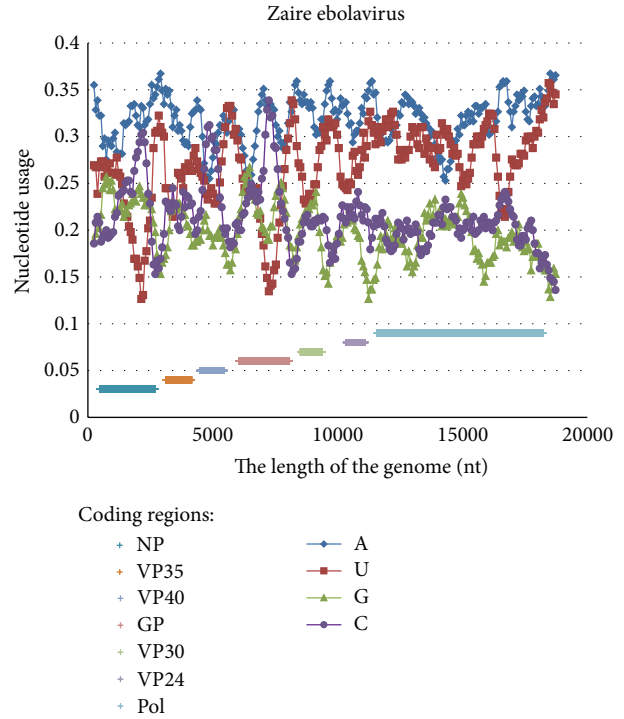 Zaire ebolavirus
0.4
0.35
0.3
0.25
0.2
0.15
0.1
0.05
0
Nucleotide usage
0 5000 10000 15000 20000
The length of the genome (nt)
Coding regions:
NP
VP35
VP40
GP
VP30
VP24
Pol
A
U
G
C